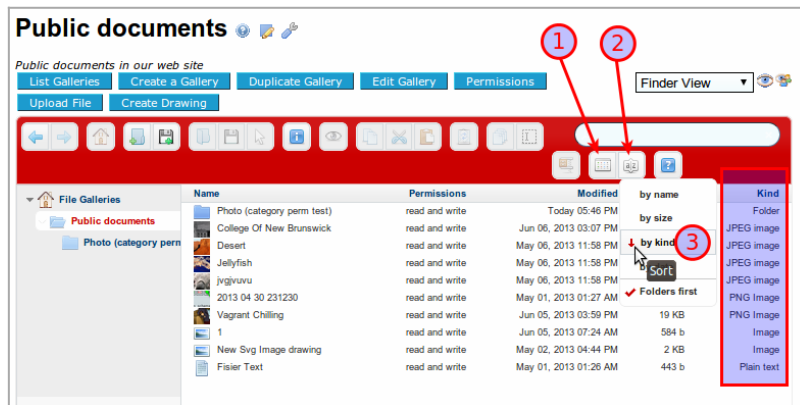 Public documents
1
2
Public documents in our web site
List Galleries Create a Gallery Duplicate Gallery Edit Gallery Permissions
Finder View
Upload File Create Drawing
File Galleries
Public documents
Photo (category perm
Name Permissions Modified Kind
Photo (category perm test) read and write Today 05:46 PM Folder
College Of New Brunswick read and write Jun 06, 2013 03:07 PM JPEG image
Desert read and write May 06, 2013 11:58 PM JPEG image
Jellyfish read and write May 06, 2013 11:58 PM JPEG image
jvgjvuvu read and write May 06, 2013 11:58 PM JPEG image
2013 04 30 231230 read and write May 01, 2013 01:27 AM PNG Image
Vagrant Chilling read and write Jun 05, 2013 03:59 PM 19 KB PNG Image
1 read and write Jun 05, 2013 07:24 AM 584 b Image
New Svg Image drawing read and write May 02, 2013 04:44 PM 2 KB Image
Fisier Text read and write May 01, 2013 01:26 AM 443 b Plain text
by name
by size
by kind
3
Sort
Folders first